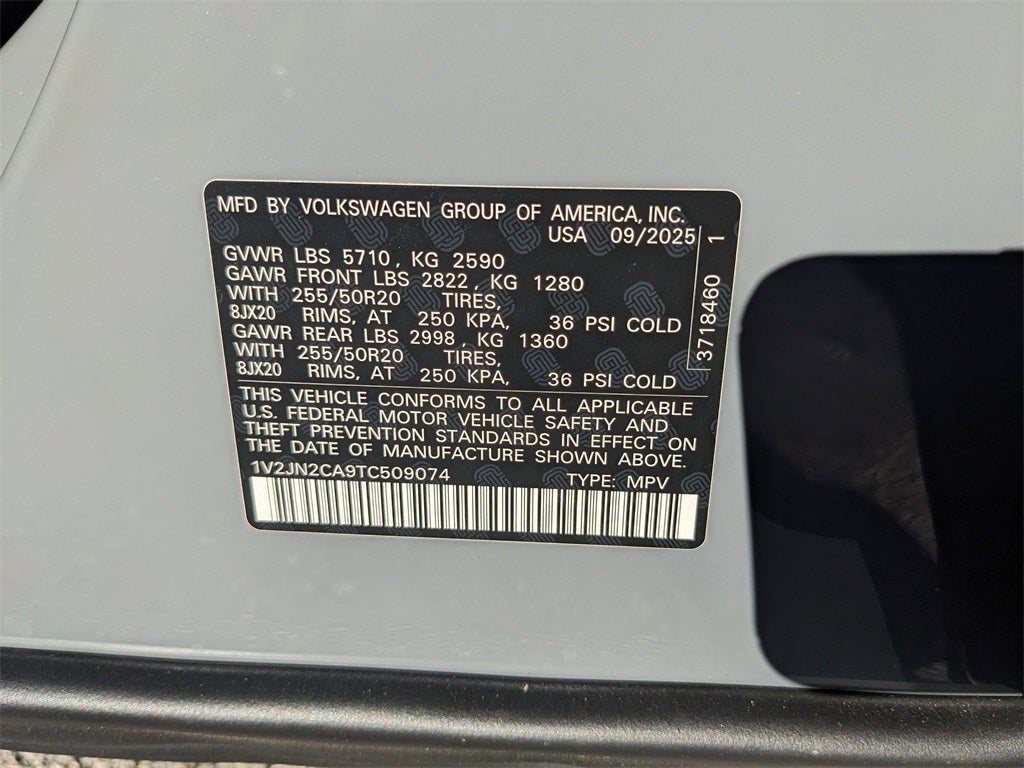 MFD BY VOLKSWAGEN GROUP OF AMERICA, INC.
USA 09/2025
GVWR LBS 5710, KG 2590
GAWR FRONT LBS 2822, KG 1280
WITH 255/50R20 TIRES,
8JX20 RIMS, AT 250 KPA, 36 PSI COLD
GAWR REAR LBS 2998, KG 1360
WITH 255/50R20 TIRES,
8JX20 RIMS, AT 250 KPA, 36 PSI COLD
3718460 1
THIS VEHICLE CONFORMS TO ALL APPLICABLE
U.S. FEDERAL MOTOR VEHICLE SAFETY AND
THEFT PREVENTION STANDARDS IN EFFECT ON
THE DATE OF MANUFACTURE SHOWN ABOVE.
1V2JN2CA9TC509074 TYPE: MPV